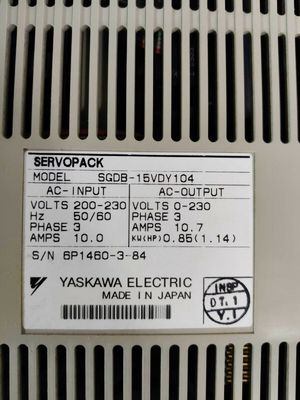 SERVOPACK
MODEL SGDB-15VDY104
AC-INPUT AC-OUTPUT
VOLTS 200-230 VOLTS 0-230
Hz 50/60 PHASE 3
PHASE 3 AMPS 10.7
AMPS 10.0 KW(HP) 0.85(1.14)
S/N 6P1460-3-84
YASKAWA ELECTRIC
MADE IN JAPAN
INSP
07.1
Y.I